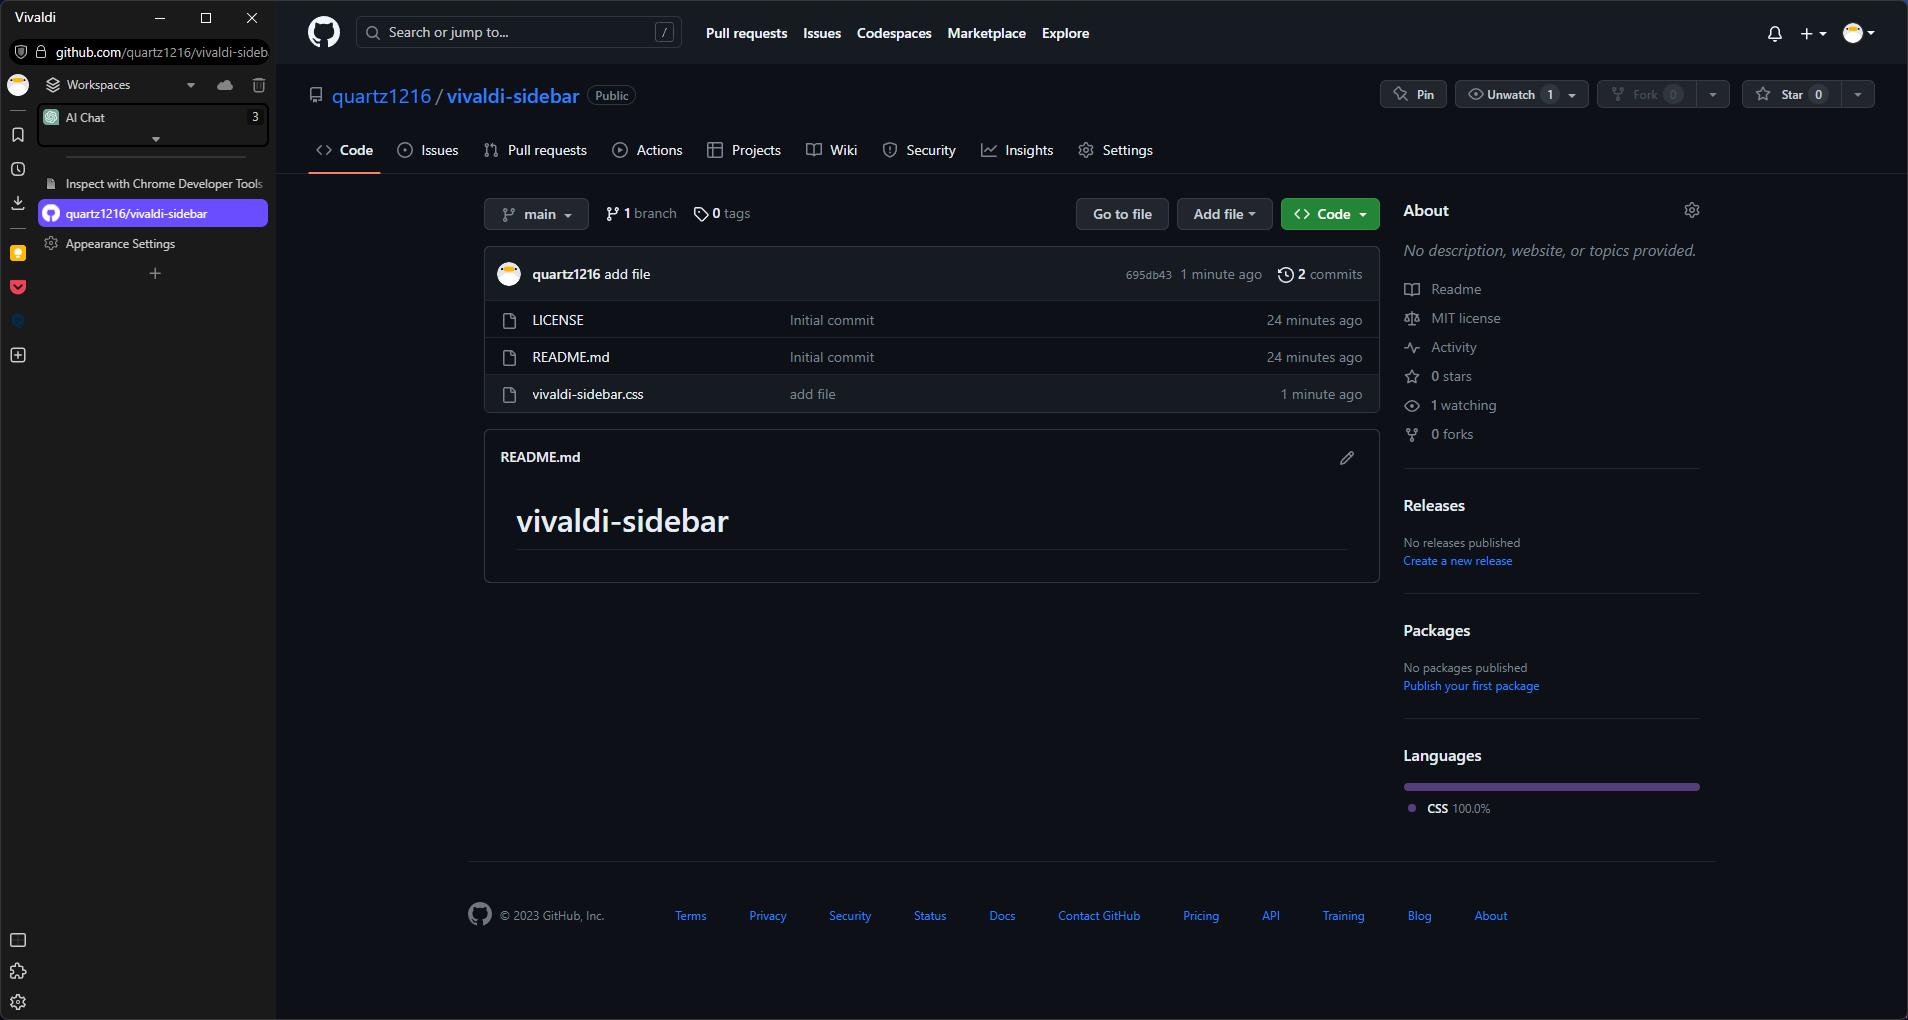 Vivaldi
github.com/quartz1216/vivaldi-sideb
Workspaces
AI Chat 3
Inspect with Chrome Developer Tools
quartz1216/vivaldi-sidebar
Appearance Settings
Search or jump to... /
Pull requests Issues Codespaces Marketplace Explore
quartz1216 / vivaldi-sidebar Public
Pin Unwatch 1 Fork 0 Star 0
Code Issues Pull requests Actions Projects Wiki Security Insights Settings
main 1 branch 0 tags Go to file Add file Code
quartz1216 add file 695db43 1 minute ago 2 commits
LICENSE Initial commit 24 minutes ago
README.md Initial commit 24 minutes ago
vivaldi-sidebar.css add file 1 minute ago
README.md
vivaldi-sidebar
About
No description, website, or topics provided.
Readme
MIT license
Activity
0 stars
1 watching
0 forks
Releases
No releases published
Create a new release
Packages
No packages published
Publish your first package
Languages
CSS 100.0%
© 2023 GitHub, Inc. Terms Privacy Security Status Docs Contact GitHub Pricing API Training Blog About